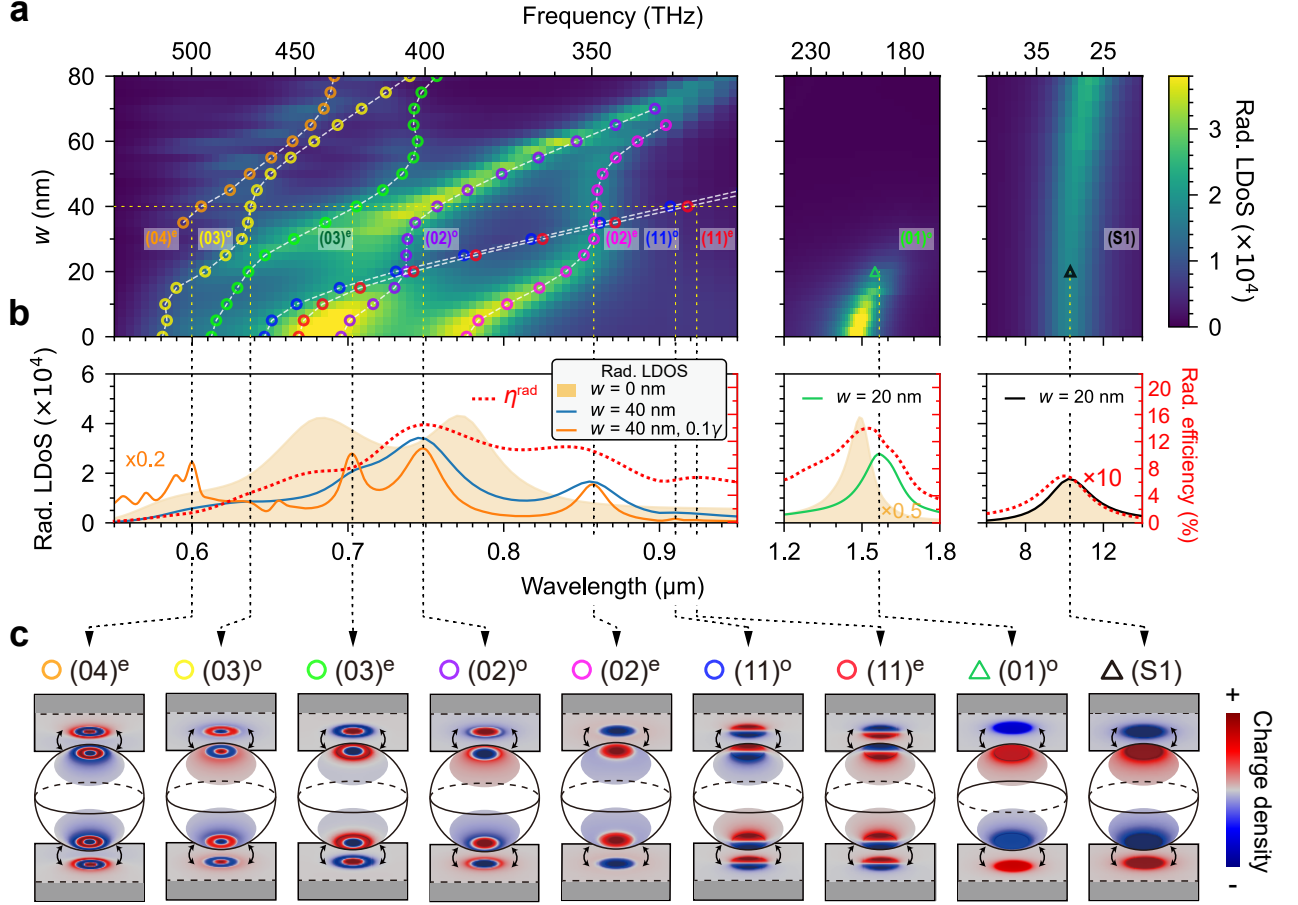 a
Frequency (THz)
500 450 400 350 230 180 35 25
80
60
40
20
0
w (nm)
(04)ᵉ (03)ᵒ (03)ᵉ (02)ᵒ (02)ᵉ (11)ᵒ (11)ᵉ (01)ᵒ (S1)
3
2
1
0
Rad. LDoS (×10⁴)
b
Rad. LDoS (×10⁴)
6
4
2
0
x0.2
ηʳᵃᵈ
Rad. LDOS
w = 0 nm
w = 40 nm
w = 40 nm, 0.1γ
w = 20 nm
×0.5
w = 20 nm
×10
20
16
12
8
4
0
Rad. efficiency (%)
0.6 0.7 0.8 0.9 1.2 1.5 1.8 8 12
Wavelength (μm)
c
(04)ᵉ (03)ᵒ (03)ᵉ (02)ᵒ (02)ᵉ (11)ᵒ (11)ᵉ (01)ᵒ (S1)
+
Charge density
-